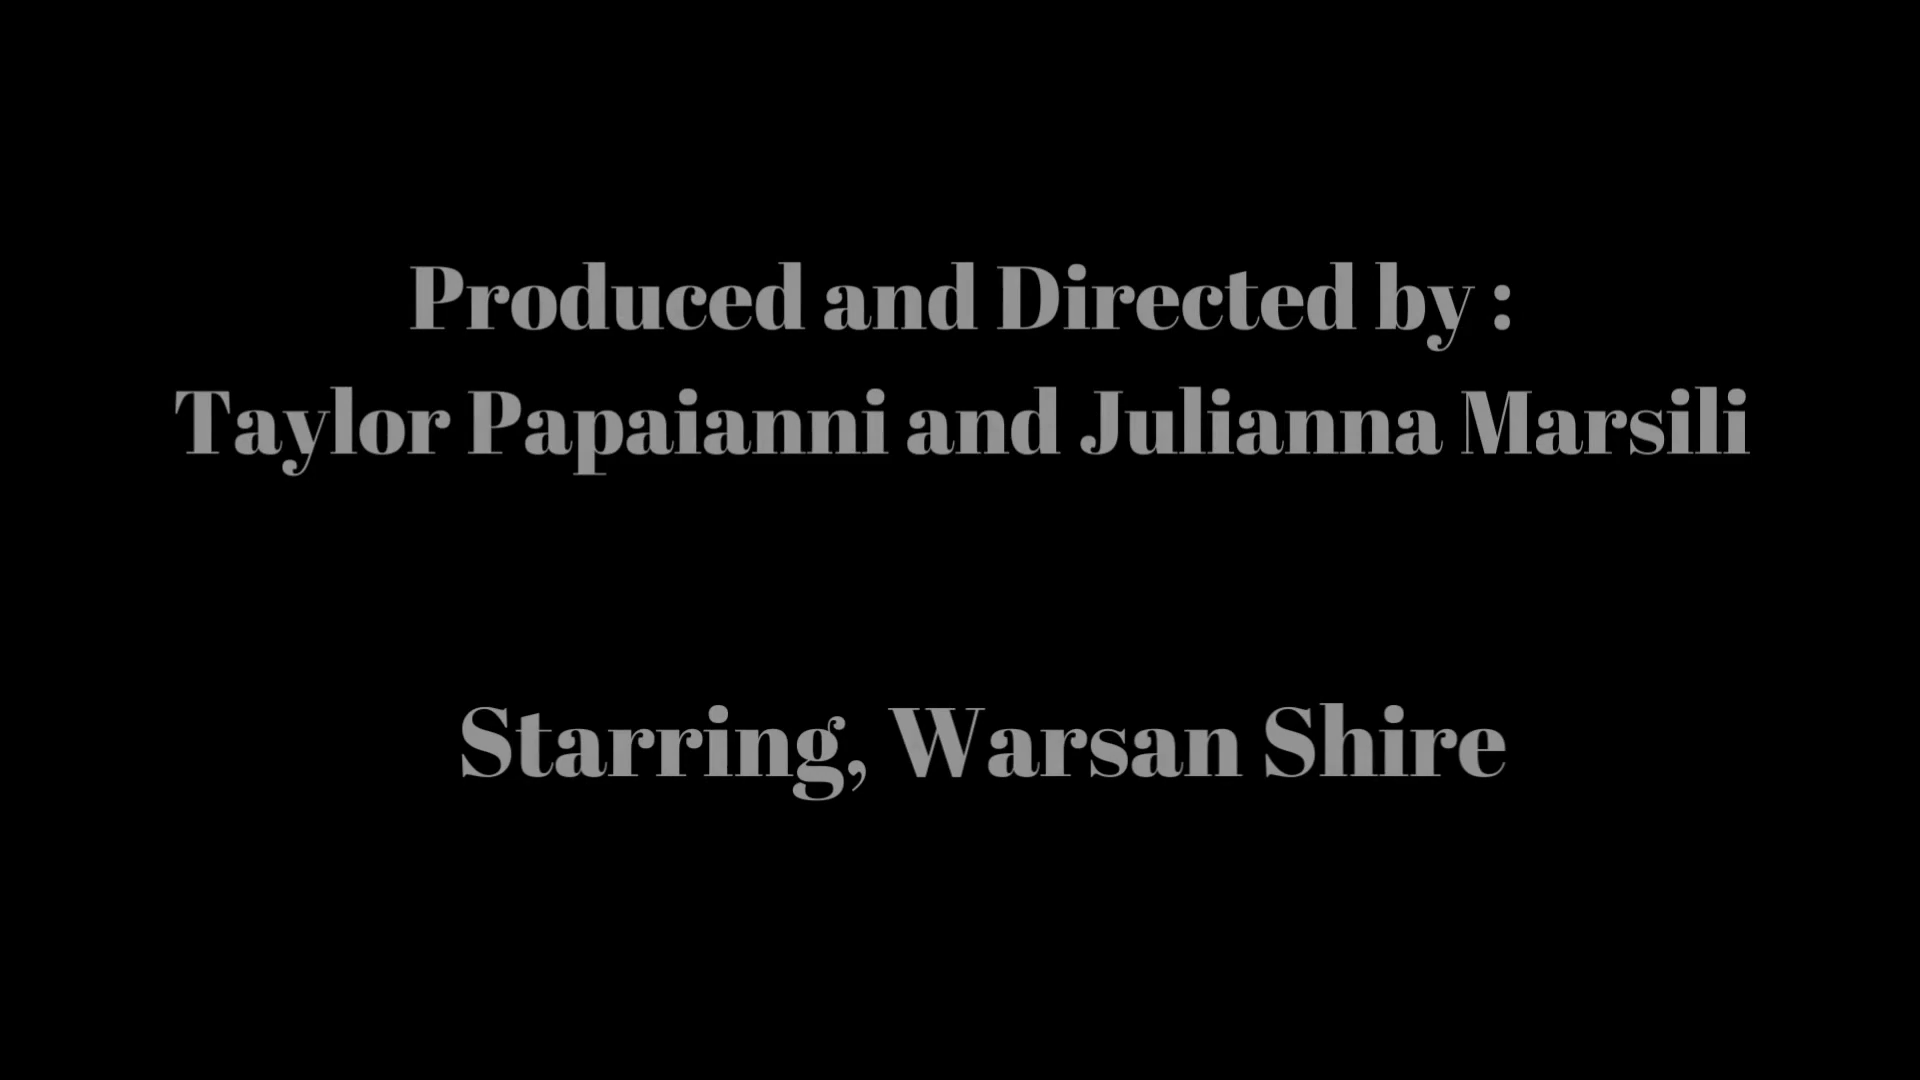 Produced and Directed by :
Taylor Papaianni and Julianna Marsili
Starring, Warsan Shire